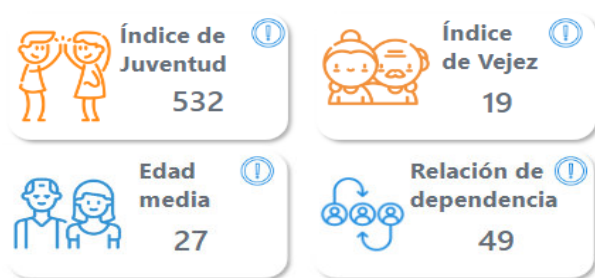 Índice de
Juventud
532
Índice
de Vejez
19
Edad
media
27
Relación de
dependencia
49